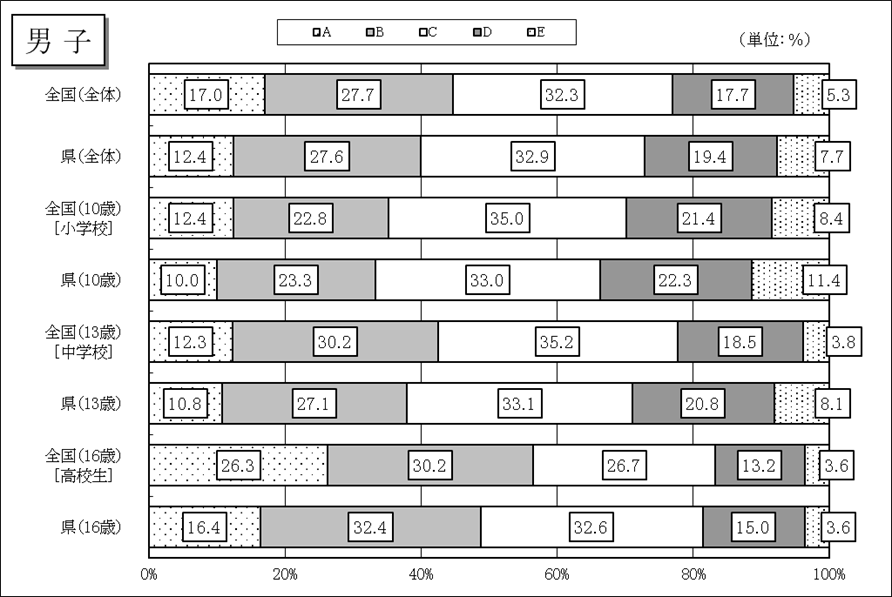 男 子
A B C D E
（単位：％）
全国(全体) 17.0 27.7 32.3 17.7 5.3
県(全体) 12.4 27.6 32.9 19.4 7.7
全国(10歳)
[小学校] 12.4 22.8 35.0 21.4 8.4
県(10歳) 10.0 23.3 33.0 22.3 11.4
全国(13歳)
[中学校] 12.3 30.2 35.2 18.5 3.8
県(13歳) 10.8 27.1 33.1 20.8 8.1
全国(16歳)
[高校生] 26.3 30.2 26.7 13.2 3.6
県(16歳) 16.4 32.4 32.6 15.0 3.6
0% 20% 40% 60% 80% 100%